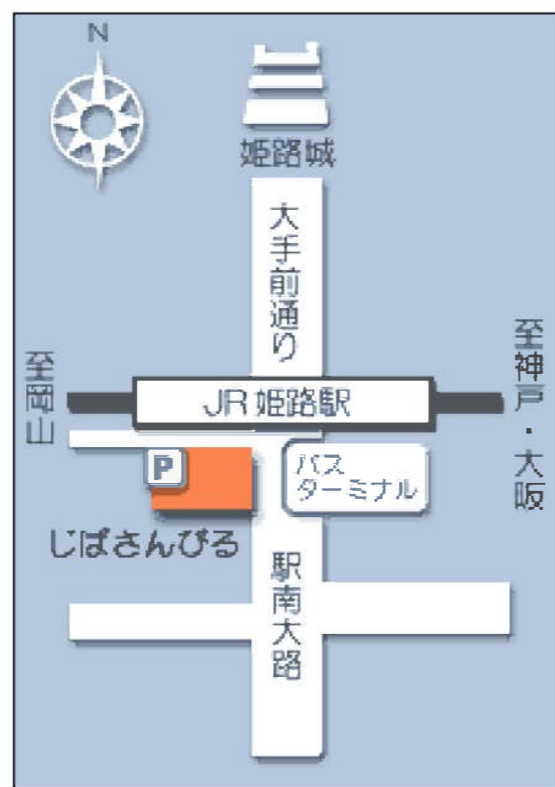 N
姫路城
大手前通り
至岡山
JR姫路駅
至神戸・大阪
P
バス
ターミナル
じばさんびる
駅南大路